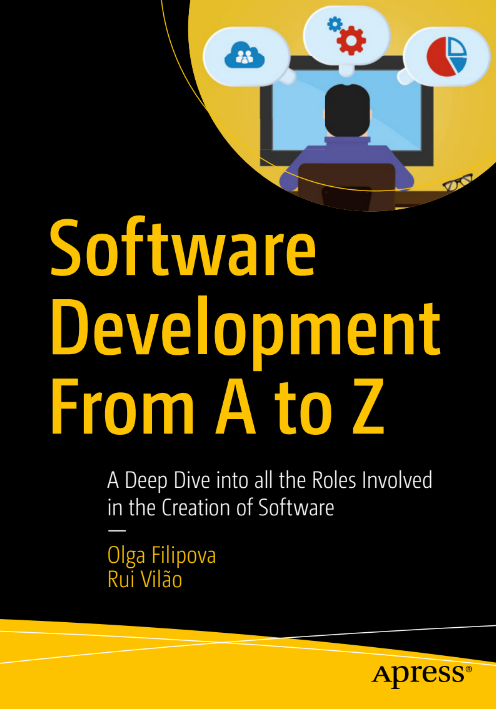 Software
Development
From A to Z
A Deep Dive into all the Roles Involved
in the Creation of Software
—
Olga Filipova
Rui Vilão
Apress®